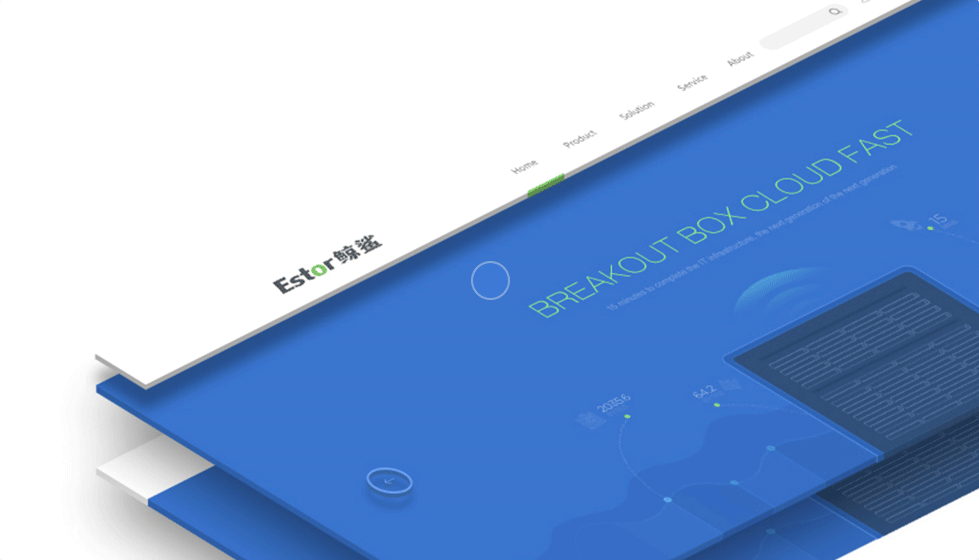 Home Product Solution Service About
Estor鲸鲨
BREAKOUT BOX CLOUD FAST
15 minutes to complete the IT infrastructure, the next generation of the next generation
15
2035.6
64.2